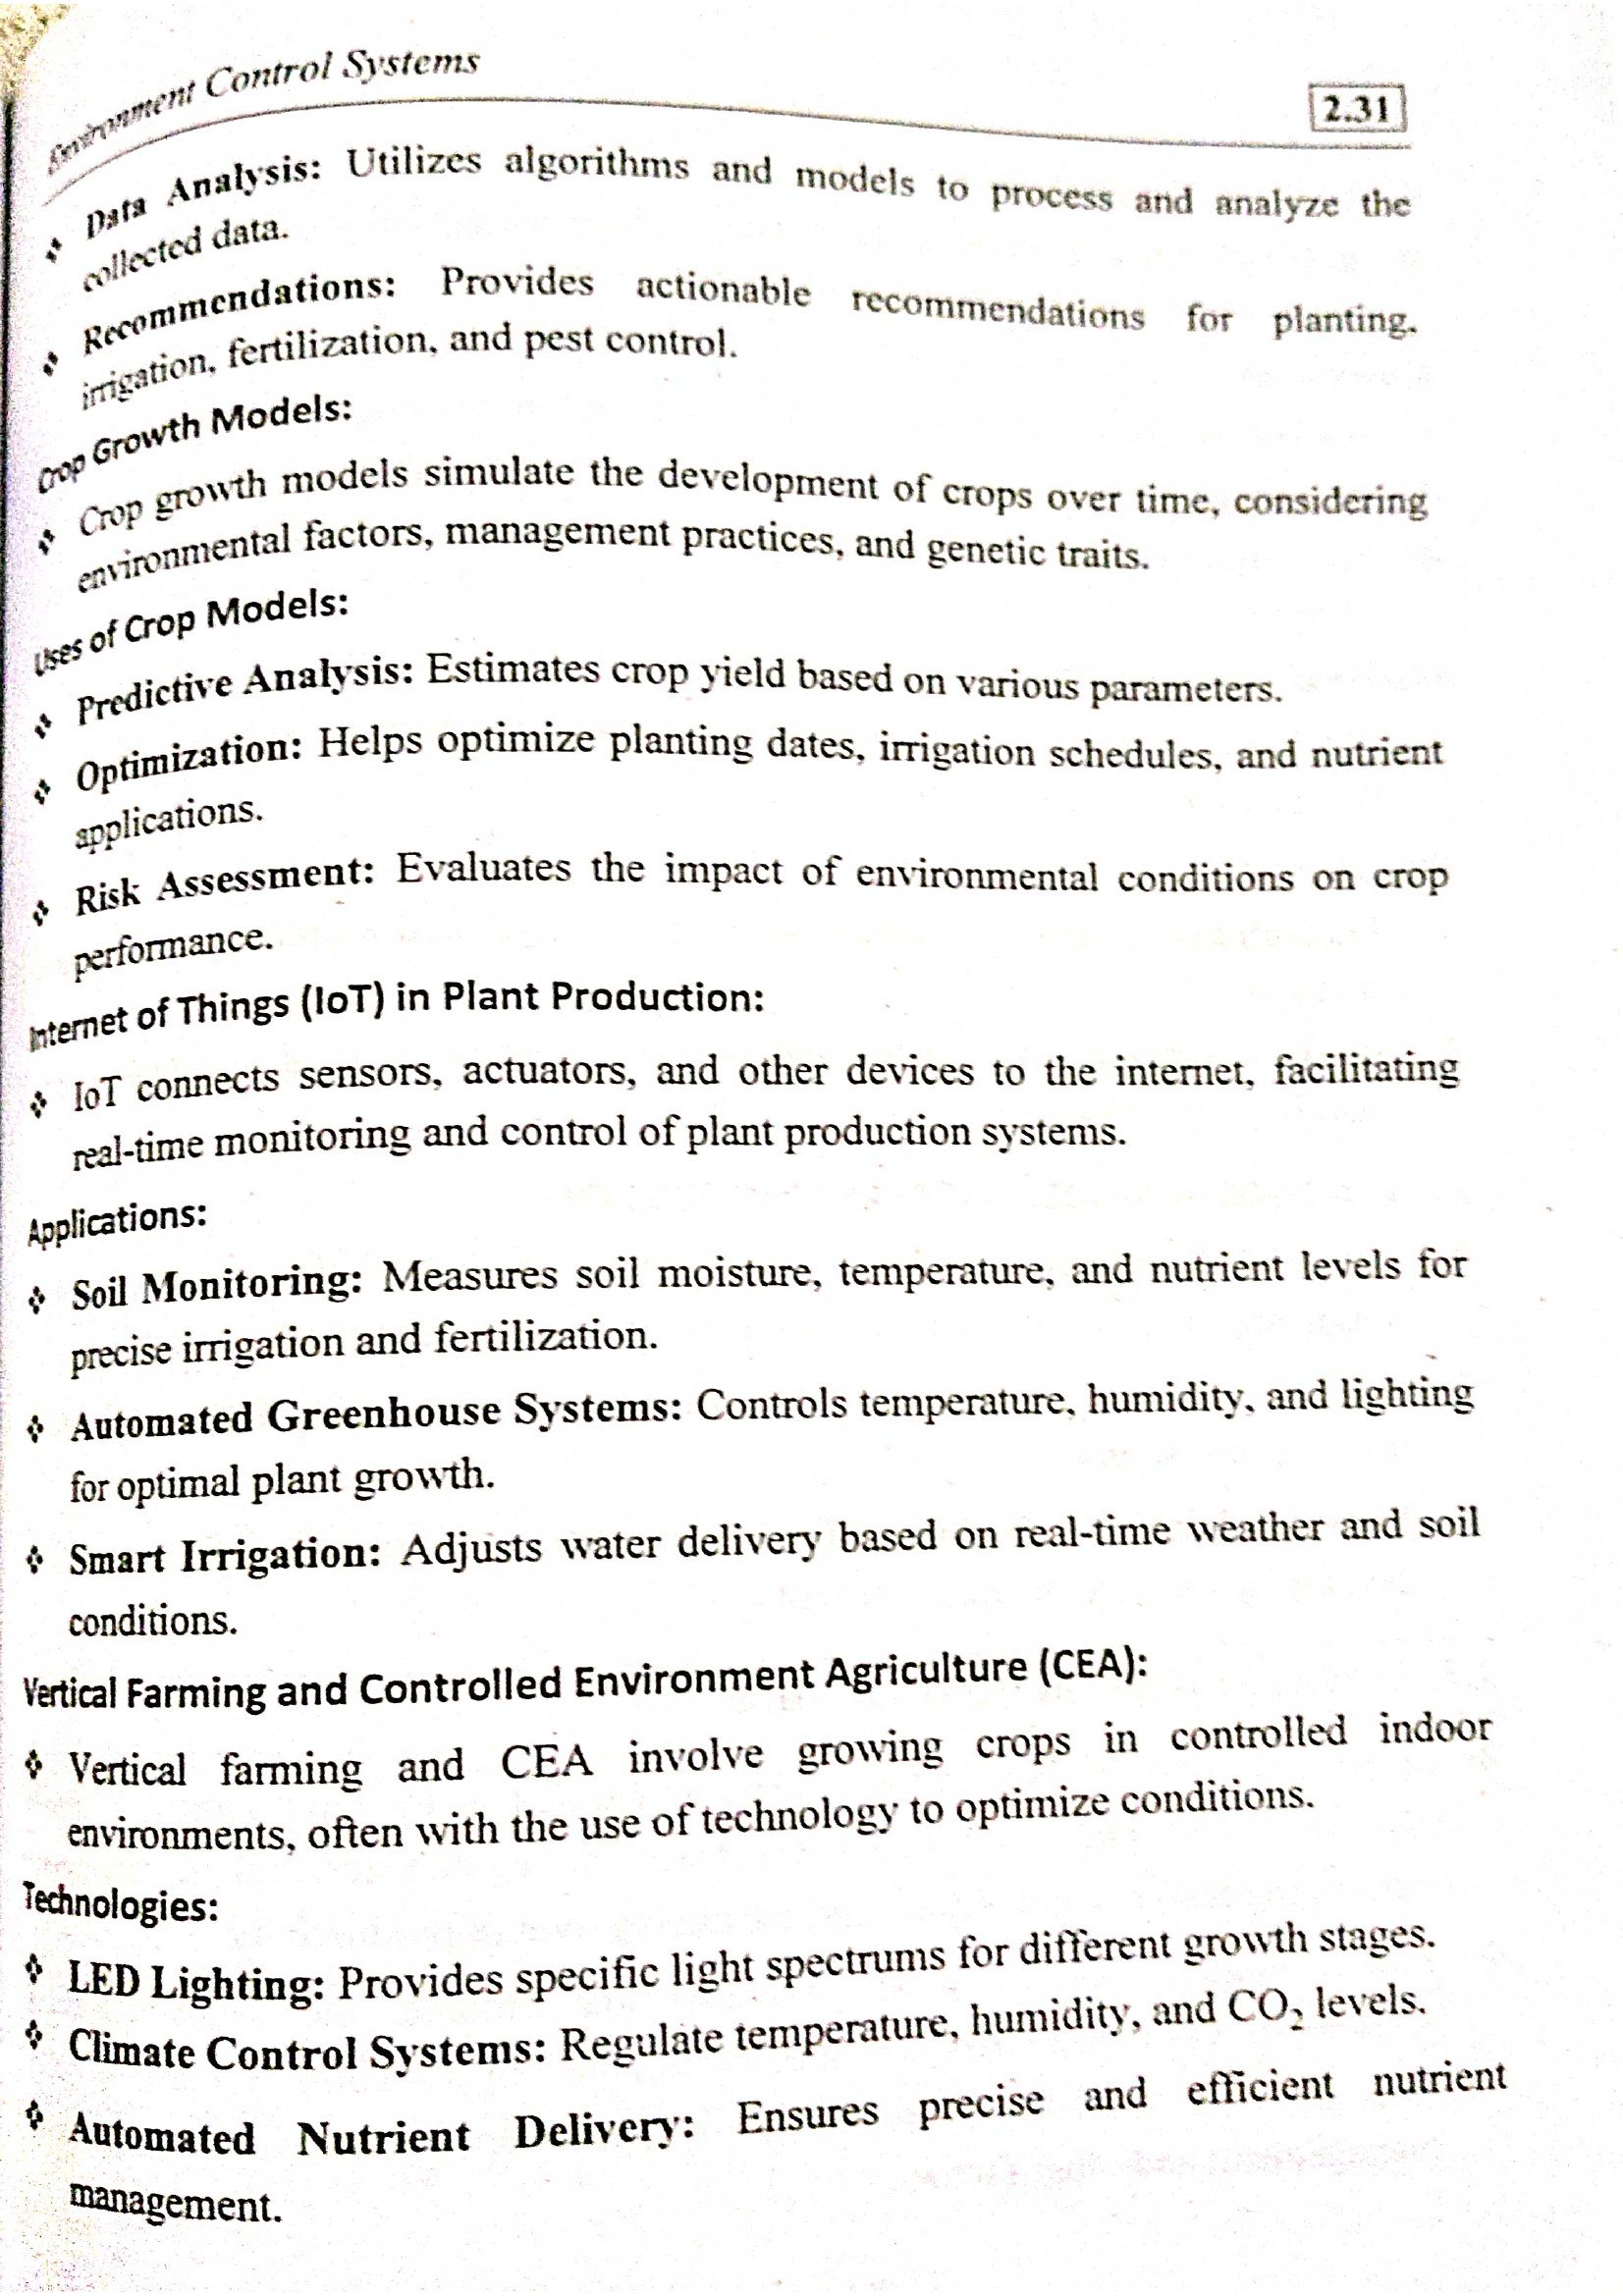 Environment Control Systems
2.31
❖ Data Analysis: Utilizes algorithms and models to process and analyze the
collected data.
❖ Recommendations: Provides actionable recommendations for planting,
irrigation, fertilization, and pest control.
Crop Growth Models:
❖ Crop growth models simulate the development of crops over time, considering
environmental factors, management practices, and genetic traits.
Uses of Crop Models:
❖ Predictive Analysis: Estimates crop yield based on various parameters.
❖ Optimization: Helps optimize planting dates, irrigation schedules, and nutrient
applications.
❖ Risk Assessment: Evaluates the impact of environmental conditions on crop
performance.
Internet of Things (IoT) in Plant Production:
❖ IoT connects sensors, actuators, and other devices to the internet, facilitating
real-time monitoring and control of plant production systems.
Applications:
❖ Soil Monitoring: Measures soil moisture, temperature, and nutrient levels for
precise irrigation and fertilization.
❖ Automated Greenhouse Systems: Controls temperature, humidity, and lighting
for optimal plant growth.
❖ Smart Irrigation: Adjusts water delivery based on real-time weather and soil
conditions.
Vertical Farming and Controlled Environment Agriculture (CEA):
❖ Vertical farming and CEA involve growing crops in controlled indoor
environments, often with the use of technology to optimize conditions.
Technologies:
❖ LED Lighting: Provides specific light spectrums for different growth stages.
❖ Climate Control Systems: Regulate temperature, humidity, and CO₂ levels.
❖ Automated Nutrient Delivery: Ensures precise and efficient nutrient
management.